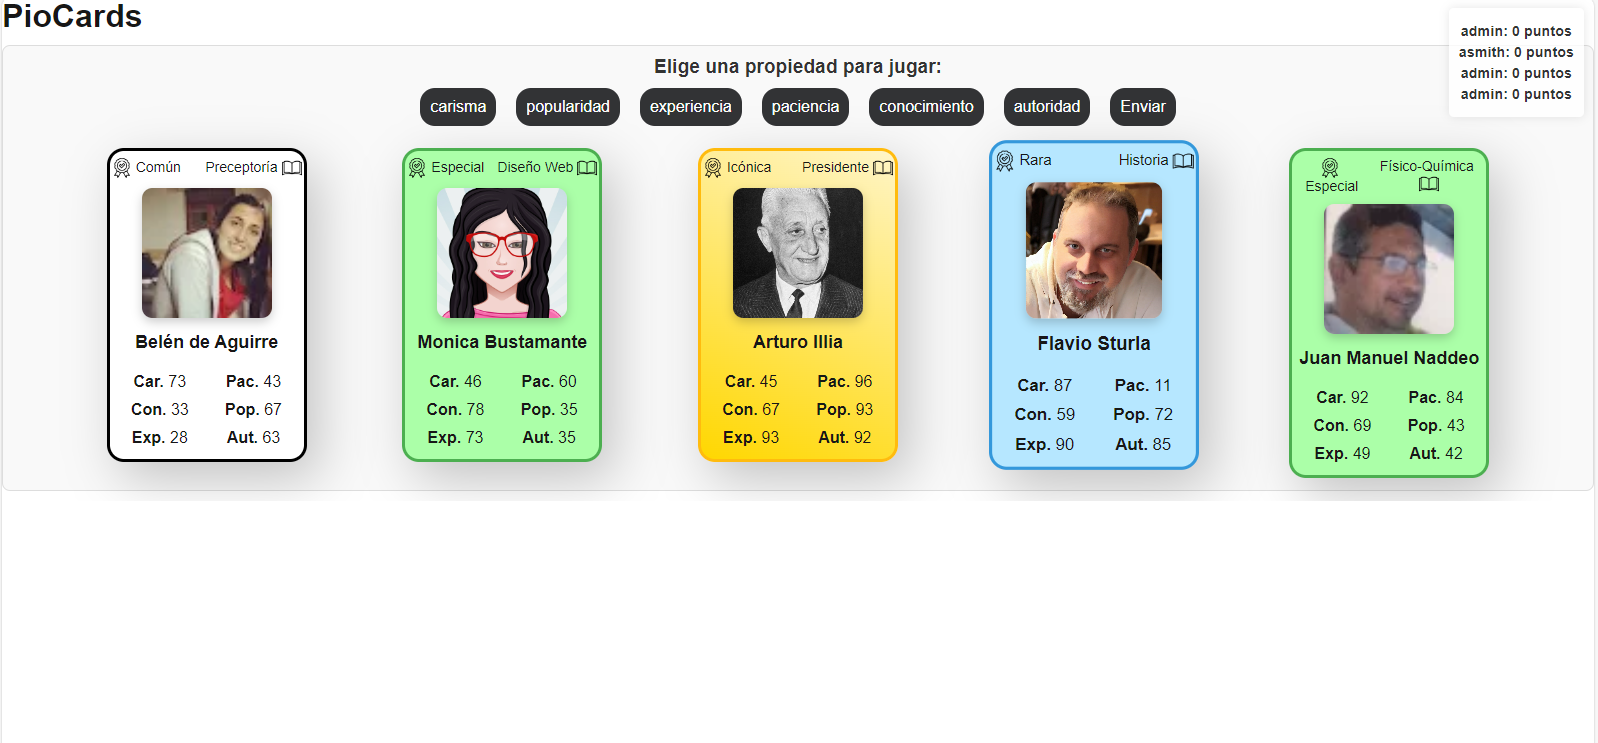 PioCards
admin: 0 puntos
asmith: 0 puntos
admin: 0 puntos
admin: 0 puntos
Elige una propiedad para jugar:
carisma popularidad experiencia paciencia conocimiento autoridad Enviar
Común Preceptoría
Belén de Aguirre
Car. 73 Pac. 43
Con. 33 Pop. 67
Exp. 28 Aut. 63
Especial Diseño Web
Monica Bustamante
Car. 46 Pac. 60
Con. 78 Pop. 35
Exp. 73 Aut. 35
Icónica Presidente
Arturo Illia
Car. 45 Pac. 96
Con. 67 Pop. 93
Exp. 93 Aut. 92
Rara Historia
Flavio Sturla
Car. 87 Pac. 11
Con. 59 Pop. 72
Exp. 90 Aut. 85
Especial Físico-Química
Juan Manuel Naddeo
Car. 92 Pac. 84
Con. 69 Pop. 43
Exp. 49 Aut. 42